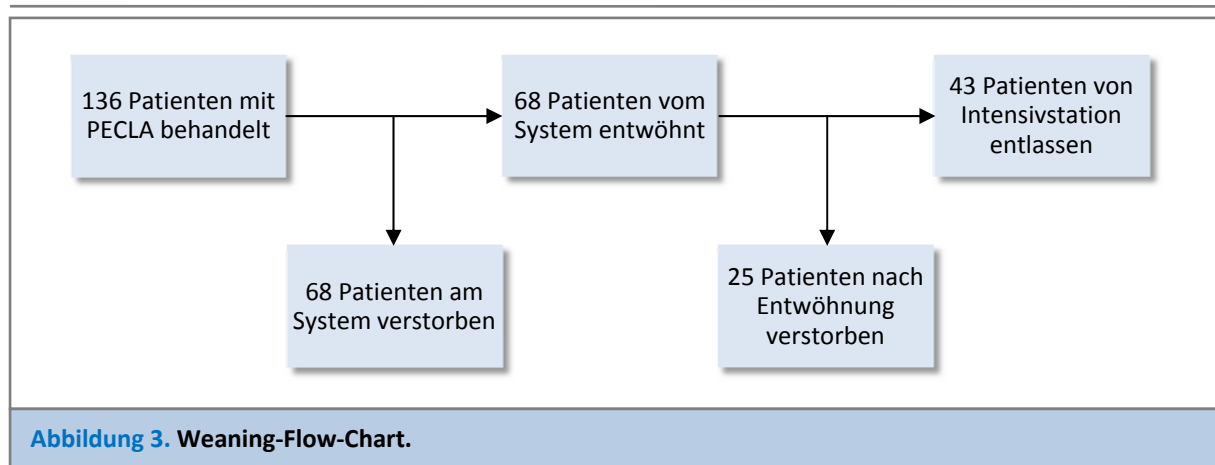 136 Patienten mit
PECLA behandelt
68 Patienten vom
System entwöhnt
43 Patienten von
Intensivstation
entlassen
68 Patienten am
System verstorben
25 Patienten nach
Entwöhnung
verstorben
Abbildung 3. Weaning-Flow-Chart.